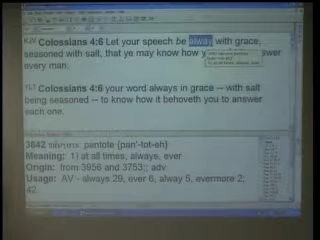 KJV Colossians 4:6 Let your speech be alway with grace,
seasoned with salt, that ye may know how y swer
every man.
YLT Colossians 4:6 your word always in grace -- with salt
being seasoned -- to know how it behoveth you to answer
each one.
3842 πάντοτε pantote {pan'-tot-eh}
Meaning: 1) at all times, always, ever
Origin: from 3956 and 3753;; adv
Usage: AV - always 29, ever 6, alway 5, evermore 2;
42